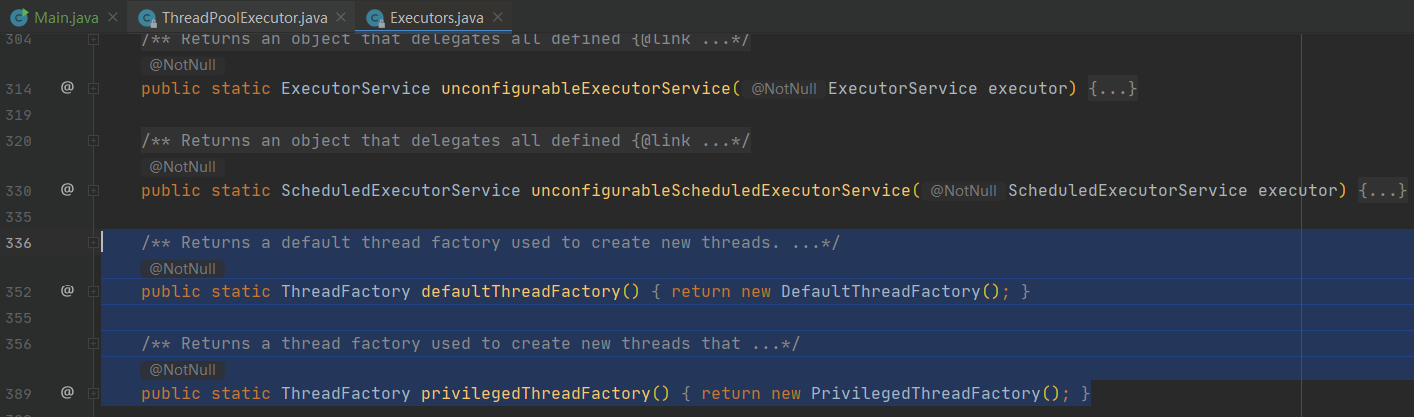 Main.java ThreadPoolExecutor.java Executors.java
304 /** Returns an object that delegates all defined {@link ...*/
@NotNull
314 @ public static ExecutorService unconfigurableExecutorService( @NotNull ExecutorService executor) {...}
319
320 /** Returns an object that delegates all defined {@link ...*/
@NotNull
330 @ public static ScheduledExecutorService unconfigurableScheduledExecutorService( @NotNull ScheduledExecutorService executor) {...}
335
336 /** Returns a default thread factory used to create new threads. ...*/
@NotNull
352 @ public static ThreadFactory defaultThreadFactory() { return new DefaultThreadFactory(); }
355
356 /** Returns a thread factory used to create new threads that ...*/
@NotNull
389 @ public static ThreadFactory privilegedThreadFactory() { return new PrivilegedThreadFactory(); }